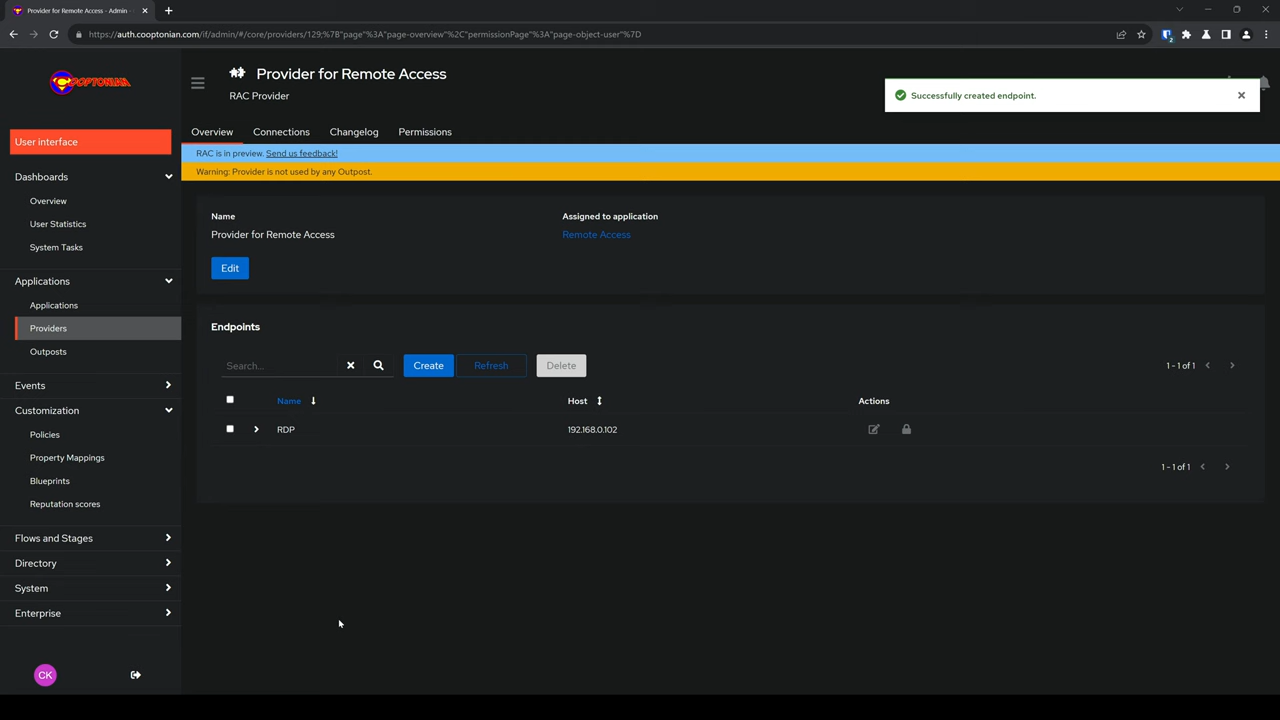 Provider for Remote Access - Admin -
https://auth.cooptonian.com/if/admin/#/core/providers/129;%7B"page"%3A"page-overview"%2C"permissionPage"%3A"page-object-user"%7D
2
COOPTONIAN
Provider for Remote Access
RAC Provider
Successfully created endpoint.
User interface
Overview
Connections
Changelog
Permissions
RAC is in preview. Send us feedback!
Warning: Provider is not used by any Outpost.
Dashboards
Overview
User Statistics
System Tasks
Applications
Applications
Providers
Outposts
Events
Customization
Policies
Property Mappings
Blueprints
Reputation scores
Flows and Stages
Directory
System
Enterprise
CK
Name
Provider for Remote Access
Assigned to application
Remote Access
Edit
Endpoints
Search...
Create
Refresh
Delete
1 - 1 of 1
Name
Host
Actions
RDP
192.168.0.102
1 - 1 of 1